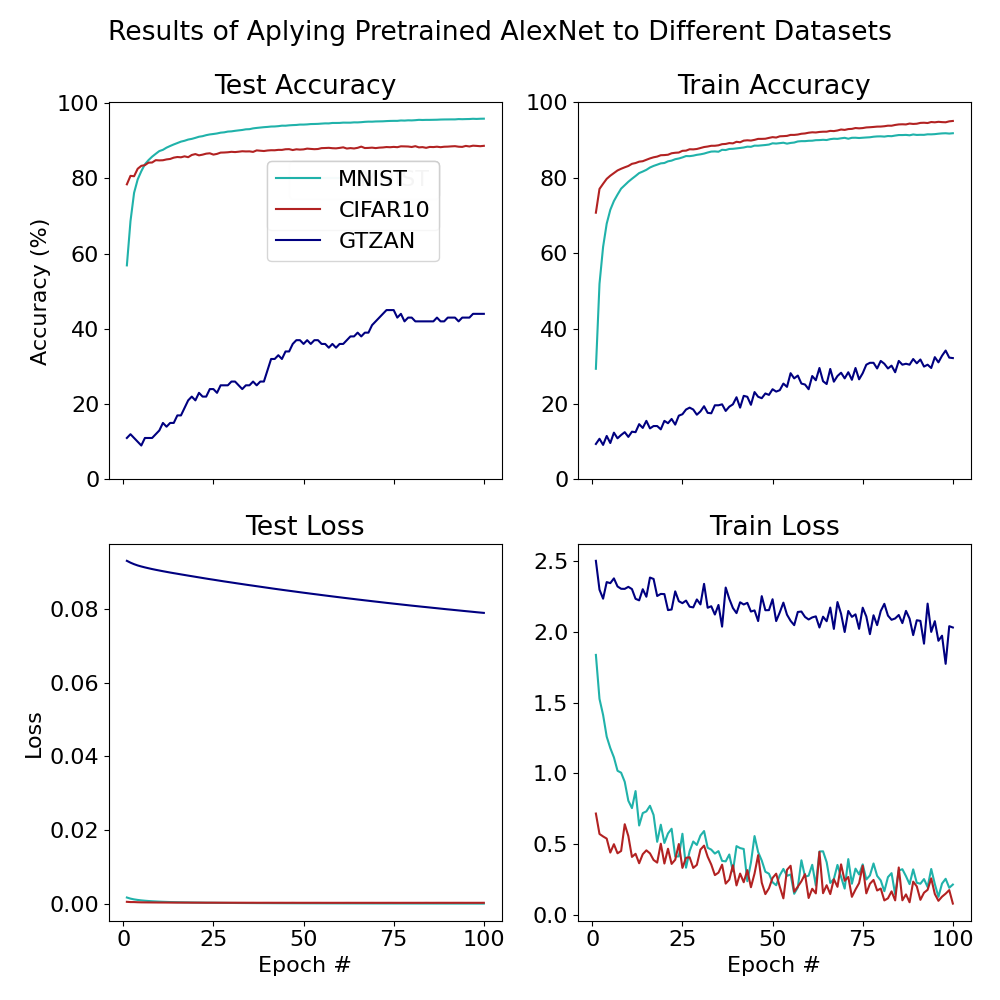 Results of Aplying Pretrained AlexNet to Different Datasets
Test Accuracy
Train Accuracy
100
80
60
40
20
0
Accuracy (%)
MNIST
CIFAR10
GTZAN
100
80
60
40
20
0
Test Loss
Train Loss
0.08
0.06
0.04
0.02
0.00
Loss
0 25 50 75 100
Epoch #
2.5
2.0
1.5
1.0
0.5
0.0
0 25 50 75 100
Epoch #